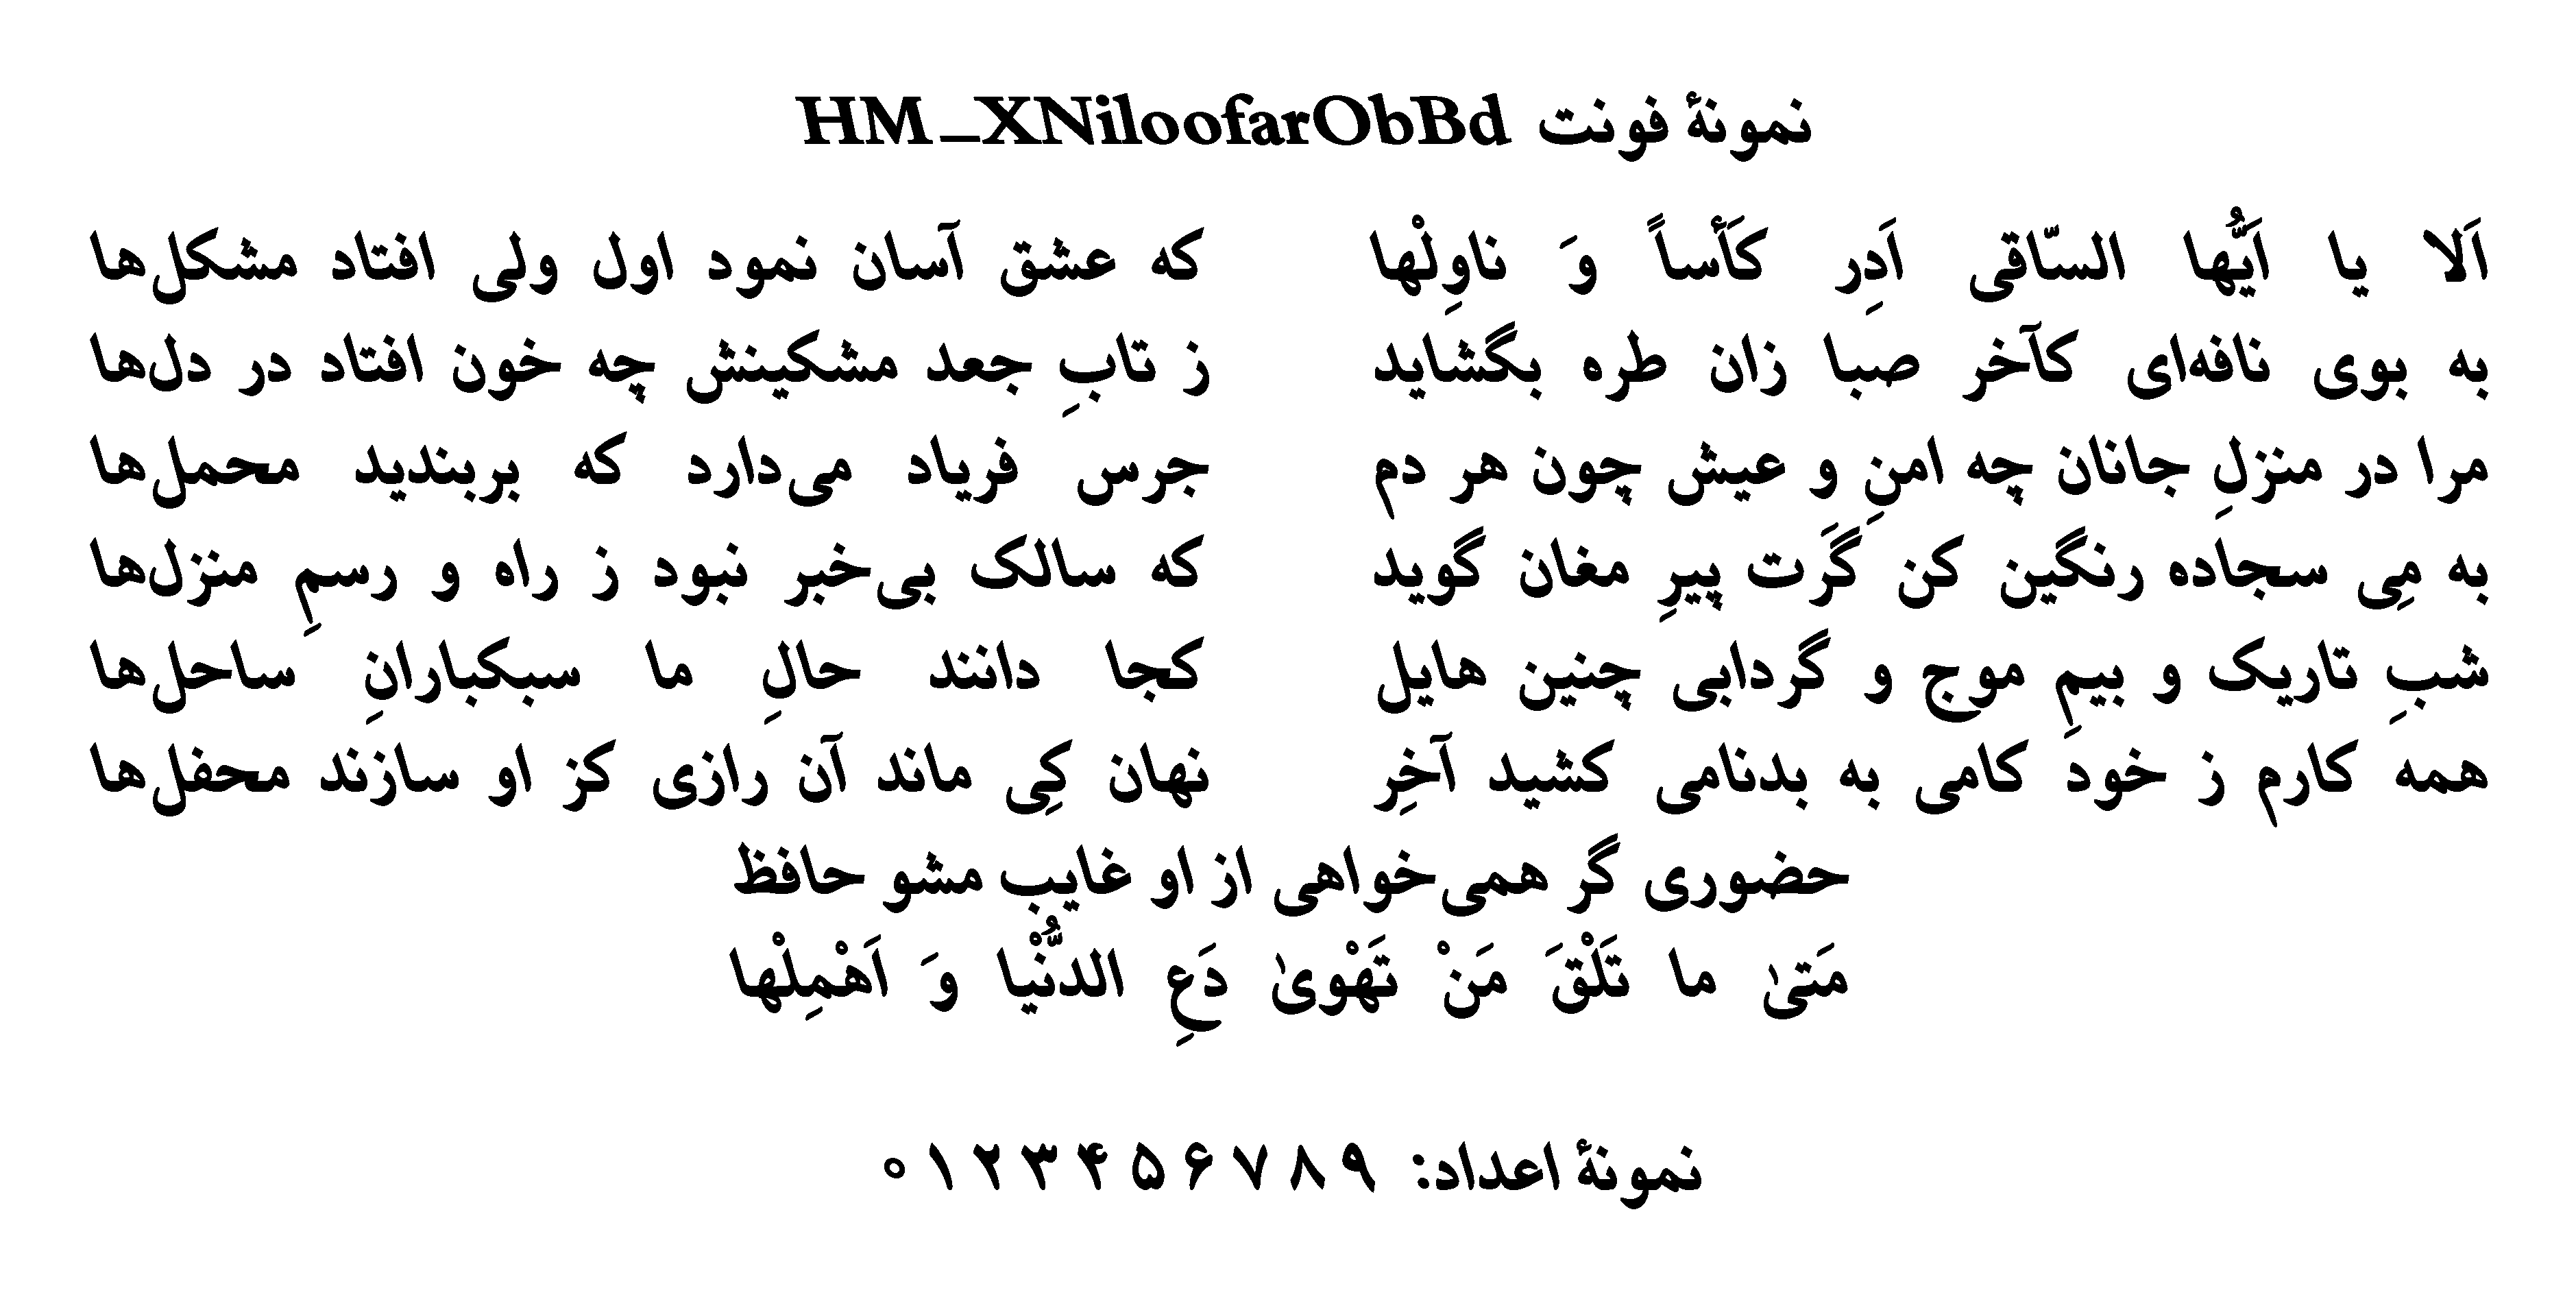 نمونهٔ فونت HM_XNiloofarObBd
اَلا یا اَیُّها السّاقی اَدِر کَأساً وَ ناوِلْها که عشق آسان نمود اول ولی افتاد مشکل‌ها
به بوی نافه‌ای کآخر صبا زان طره بگشاید ز تابِ جعد مشکینش چه خون افتاد در دل‌ها
مرا در منزلِ جانان چه امنِ و عیش چون هر دم جرس فریاد می‌دارد که بربندید محمل‌ها
به مِی سجاده رنگین کن گَرَت پیرِ مغان گوید که سالک بی‌خبر نبود ز راه و رسمِ منزل‌ها
شبِ تاریک و بیمِ موج و گردابی چنین هایل کجا دانند حالِ ما سبکبارانِ ساحل‌ها
همه کارم ز خود کامی به بدنامی کشید آخِر نهان کِی ماند آن رازی کز او سازند محفل‌ها
حضوری گر همی‌خواهی از او غایب مشو حافظ
مَتیٰ ما تَلْقَ مَنْ تَهْویٰ دَعِ الدُّنْیا وَ اَهْمِلْها
نمونهٔ اعداد: ۰۱۲۳۴۵۶۷۸۹